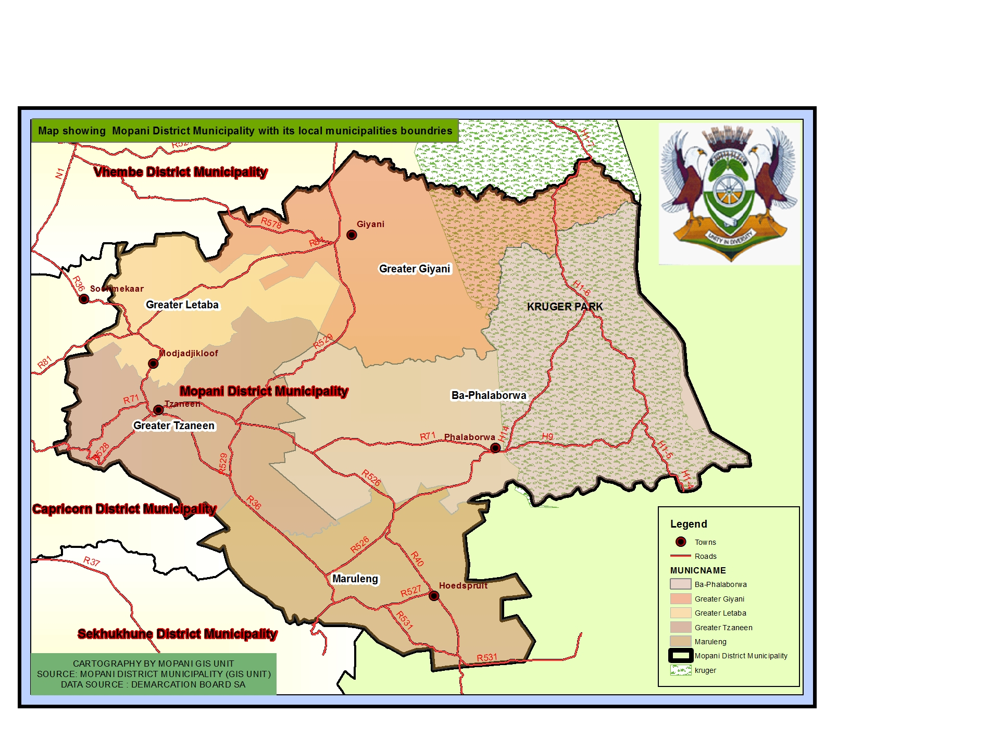 Map showing  Mopani District Municipality with its local municipalities boundries
H1-7
N1
Vhembe District Municipality
UNITY IN DIVERSITY
R578
Giyani
R81
Greater Giyani
R36
Soekmekaar
Greater Letaba
H1-6
KRUGER PARK
R529
Modjadjikloof
R81
Mopani District Municipality
Ba-Phalaborwa
R71
Tzaneen
Greater Tzaneen
R71
Phalaborwa
H14
H9
R528
R529
H1-5
R526
H1-4
R36
Capricorn District Municipality
R526
R40
R37
Maruleng
Hoedspruit
R527
R531
Sekhukhune District Municipality
R531
Legend
Towns
Roads
MUNICNAME
Ba-Phalaborwa
Greater Giyani
Greater Letaba
Greater Tzaneen
Maruleng
Mopani District Municipality
kruger
CARTOGRAPHY BY MOPANI GIS UNIT
SOURCE: MOPANI DISTRICT MUNICIPALITY (GIS UNIT)
DATA SOURCE : DEMARCATION BOARD SA